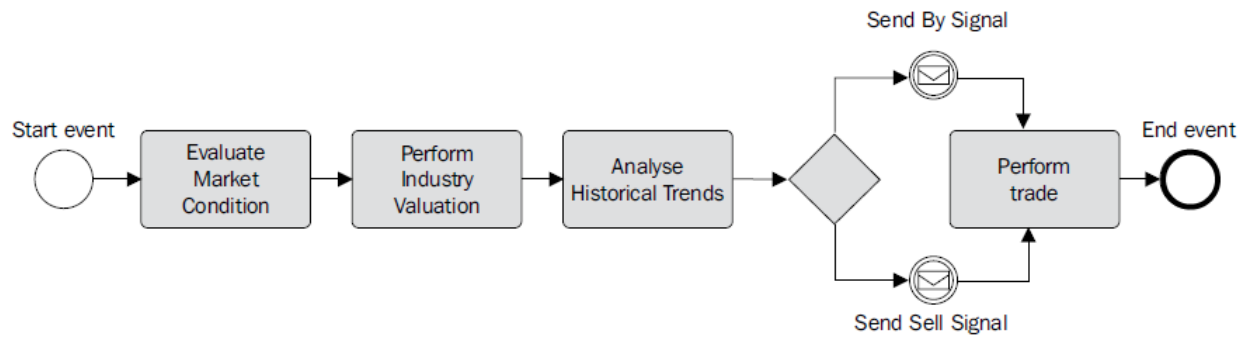 Send By Signal
Start event
Evaluate
Market
Condition
Perform
Industry
Valuation
Analyse
Historical Trends
Perform
trade
End event
Send Sell Signal